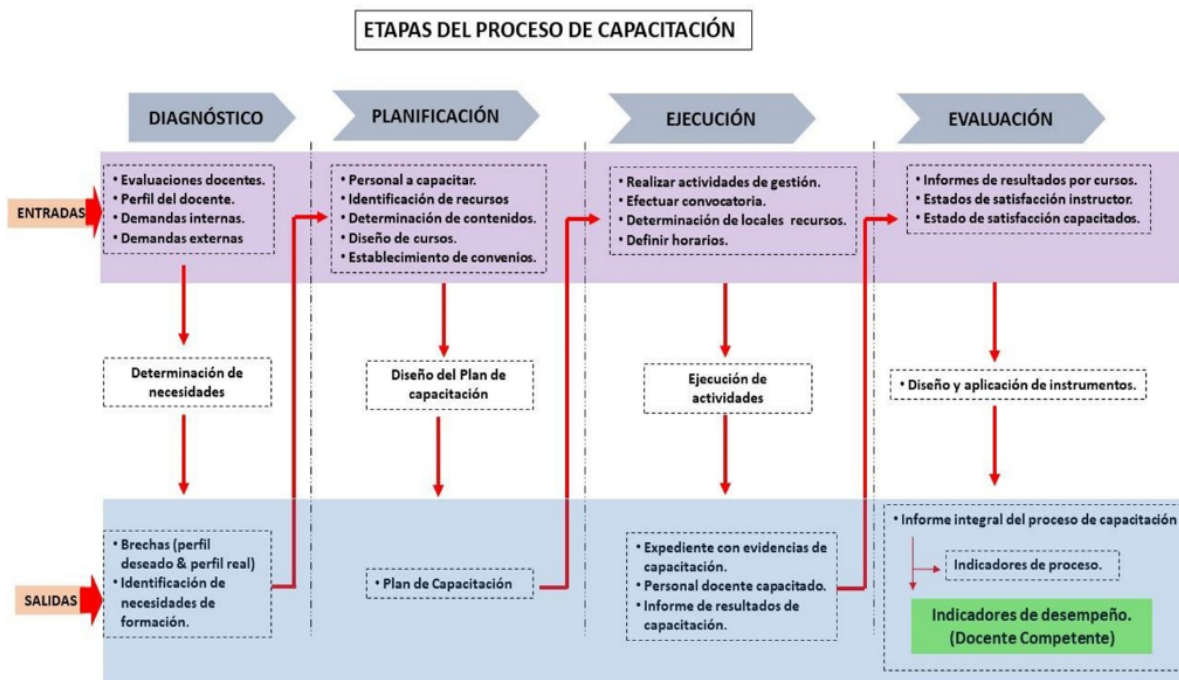 ETAPAS DEL PROCESO DE CAPACITACIÓN
DIAGNÓSTICO
PLANIFICACIÓN
EJECUCIÓN
EVALUACIÓN
ENTRADAS
• Evaluaciones docentes.
• Perfil del docente.
• Demandas internas.
• Demandas externas
• Personal a capacitar.
• Identificación de recursos
• Determinación de contenidos.
• Diseño de cursos.
• Establecimiento de convenios.
• Realizar actividades de gestión.
• Efectuar convocatoria.
• Determinación de locales recursos.
• Definir horarios.
• Informes de resultados por cursos.
• Estados de satisfacción instructor.
• Estado de satisfacción capacitados.
Determinación de
necesidades
Diseño del Plan de
capacitación
Ejecución de
actividades
• Diseño y aplicación de instrumentos.
SALIDAS
• Brechas (perfil
deseado & perfil real)
• Identificación de
necesidades de
formación.
• Plan de Capacitación
• Expediente con evidencias de
capacitación.
• Personal docente capacitado.
• Informe de resultados de
capacitación.
• Informe integral del proceso de capacitación
Indicadores de proceso.
Indicadores de desempeño.
(Docente Competente)